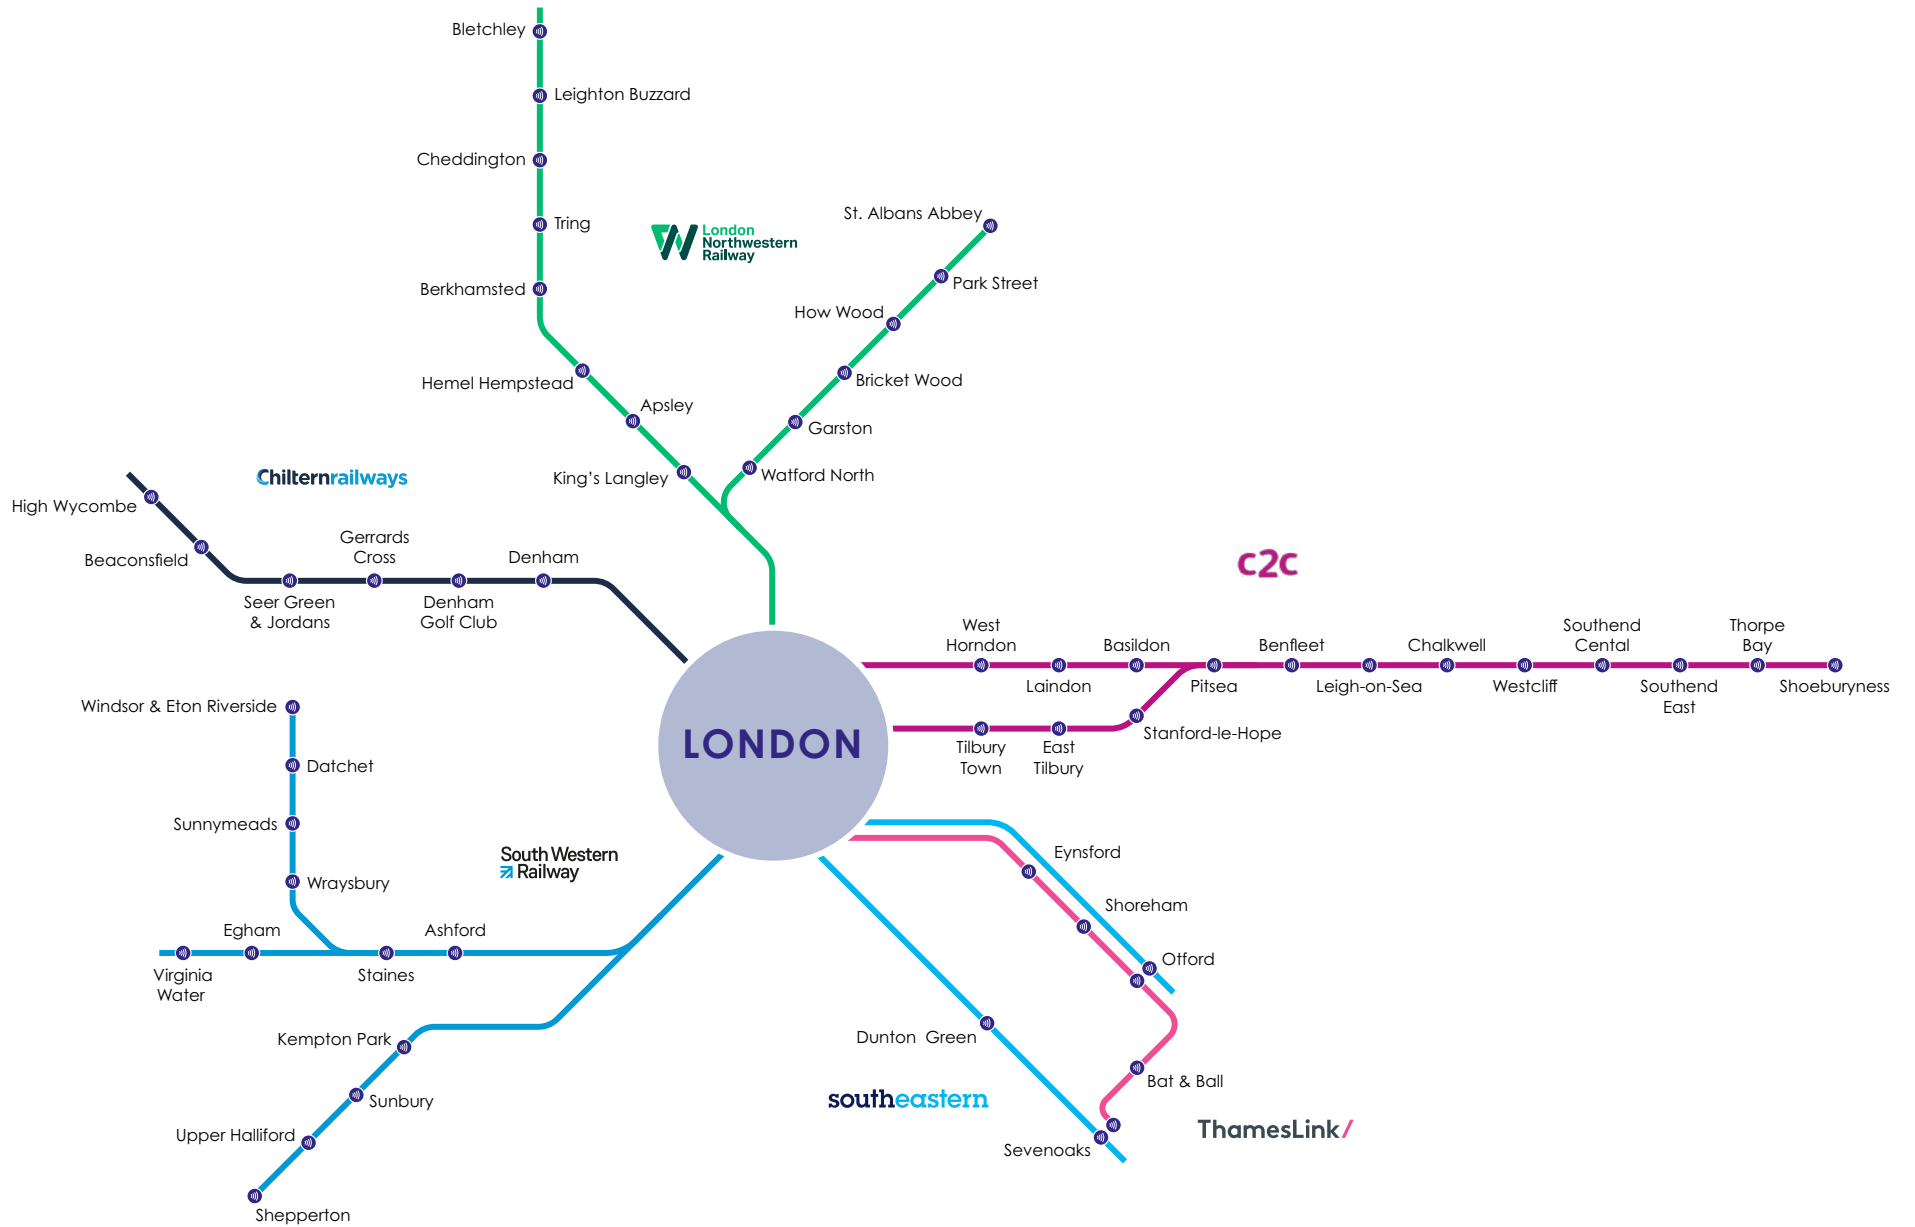 Bletchley
Leighton Buzzard
Cheddington
Tring
Berkhamsted
Hemel Hempstead
Apsley
King's Langley
London
Northwestern
Railway
St. Albans Abbey
Park Street
How Wood
Bricket Wood
Garston
Watford North
Chilternrailways
High Wycombe
Beaconsfield
Seer Green
& Jordans
Gerrards
Cross
Denham
Golf Club
Denham
c2c
West
Horndon
Laindon
Basildon
Pitsea
Benfleet
Leigh-on-Sea
Chalkwell
Westcliff
Southend
Cental
Southend
East
Thorpe
Bay
Shoeburyness
Tilbury
Town
East
Tilbury
Stanford-le-Hope
LONDON
Windsor & Eton Riverside
Datchet
Sunnymeads
Wraysbury
South Western
Railway
Virginia
Water
Egham
Staines
Ashford
Kempton Park
Sunbury
Upper Halliford
Shepperton
Eynsford
Shoreham
Otford
Dunton  Green
Bat & Ball
Sevenoaks
southeastern
ThamesLink/